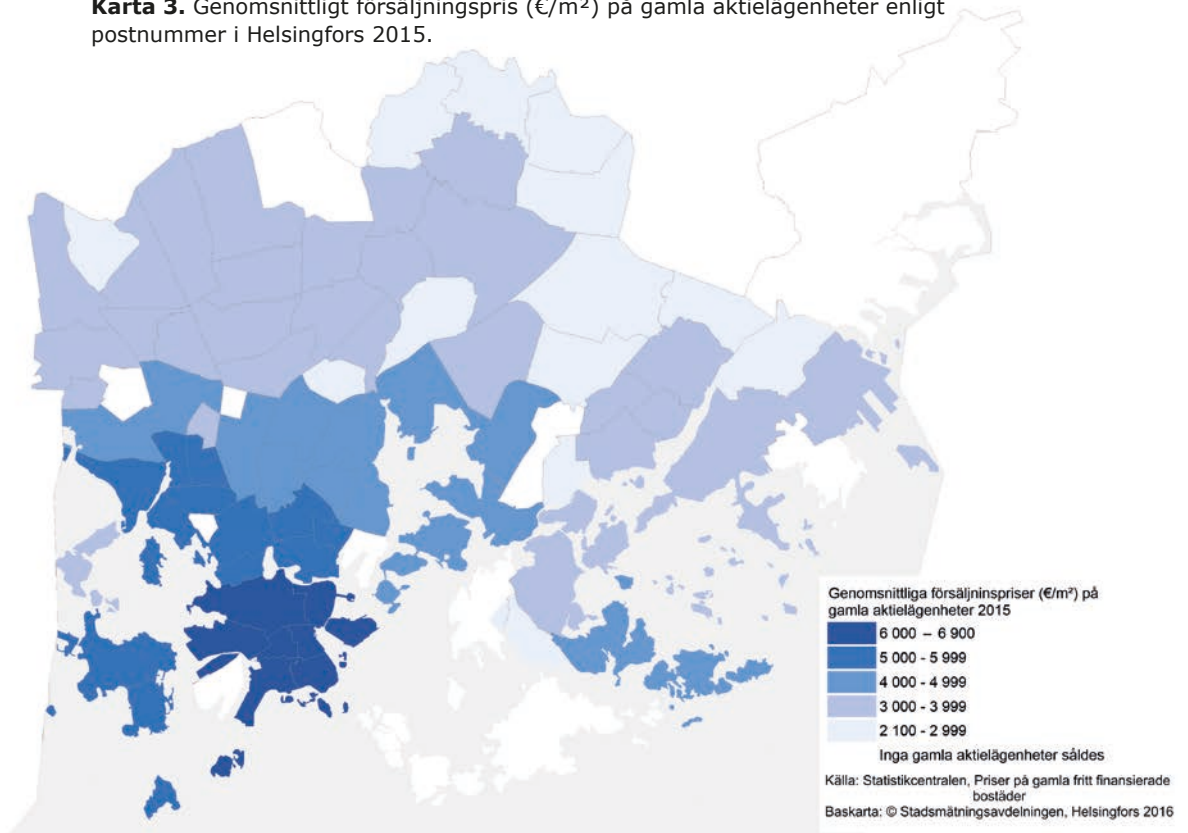 Karta 3. Genomsnittligt försäljningspris (€/m²) på gamla aktielägenheter enligt
postnummer i Helsingfors 2015.
Genomsnittliga försäljninspriser (€/m²) på
gamla aktielägenheter 2015
6 000 – 6 900
5 000 - 5 999
4 000 - 4 999
3 000 - 3 999
2 100 - 2 999
Inga gamla aktielägenheter såldes
Källa: Statistikcentralen, Priser på gamla fritt finansierade
bostäder
Baskarta: © Stadsmätningsavdelningen, Helsingfors 2016